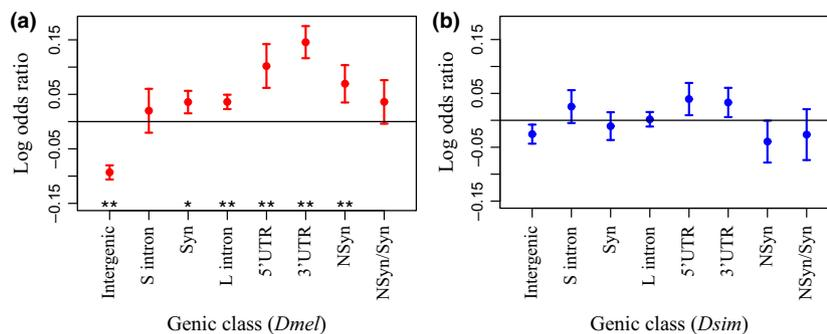 (a)
Log odds ratio
0.15
0.05
−0.05
−0.15
** * ** ** ** **
Intergenic
S intron
Syn
L intron
5'UTR
3'UTR
NSyn
NSyn/Syn
Genic class (Dmel)
(b)
Log odds ratio
0.15
0.05
−0.05
−0.15
Intergenic
S intron
Syn
L intron
5'UTR
3'UTR
NSyn
NSyn/Syn
Genic class (Dsim)